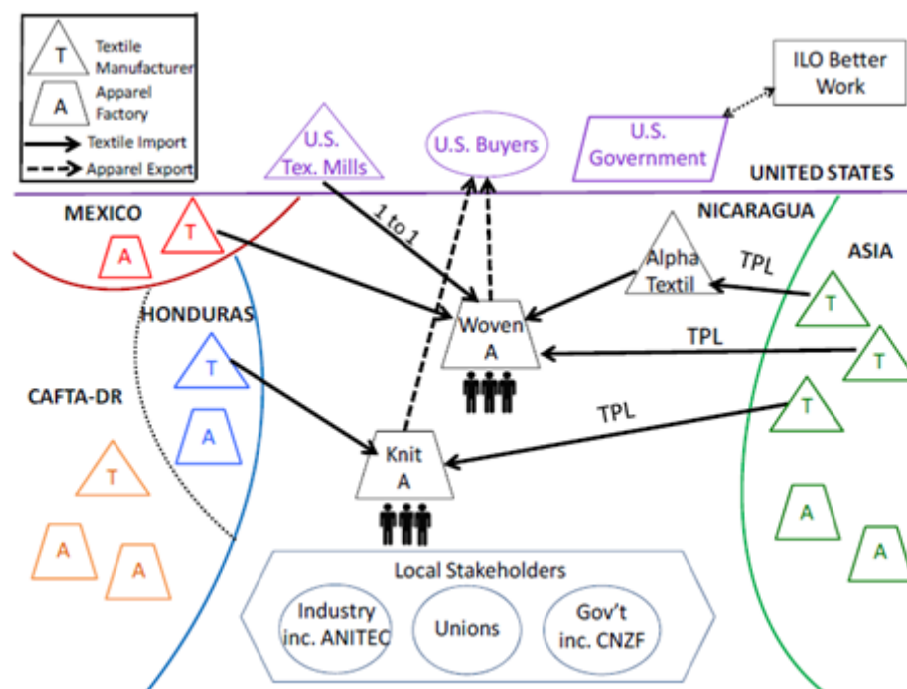 T
Textile
Manufacturer
A
Apparel
Factory
Textile Import
Apparel Export
U.S.
Tex. Mills
U.S. Buyers
U.S.
Government
ILO Better
Work
UNITED STATES
MEXICO
T
A
1 to 1
NICARAGUA
Alpha
Textil
TPL
ASIA
T
HONDURAS
T
Woven
A
TPL
T
CAFTA-DR
A
TPL
T
T
Knit
A
A
A
A
A
Local Stakeholders
Industry
inc. ANITEC
Unions
Gov't
inc. CNZF